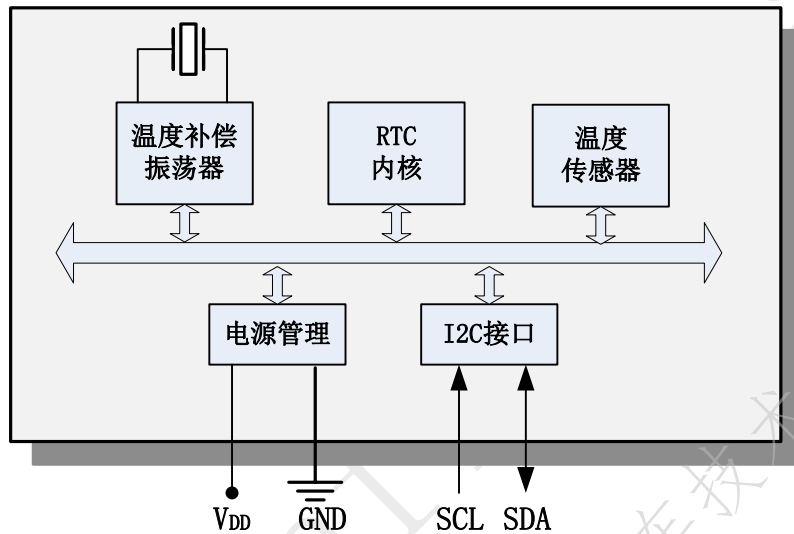 温度补偿
振荡器
RTC
内核
温度
传感器
电源管理
I2C接口
VDD
GND
SCL
SDA